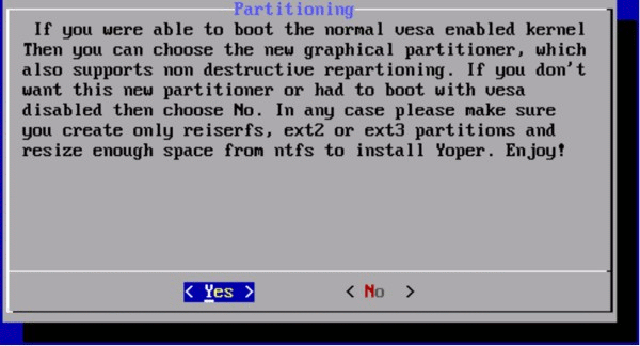 Partitioning
If you were able to boot the normal vesa enabled kernel
Then you can choose the new graphical partitioner, which
also supports non destructive repartioning. If you don't
want this new partitioner or had to boot with vesa
disabled then choose No. In any case please make sure
you create only reiserfs, ext2 or ext3 partitions and
resize enough space from ntfs to install Yoper. Enjoy!
< Yes > < No >